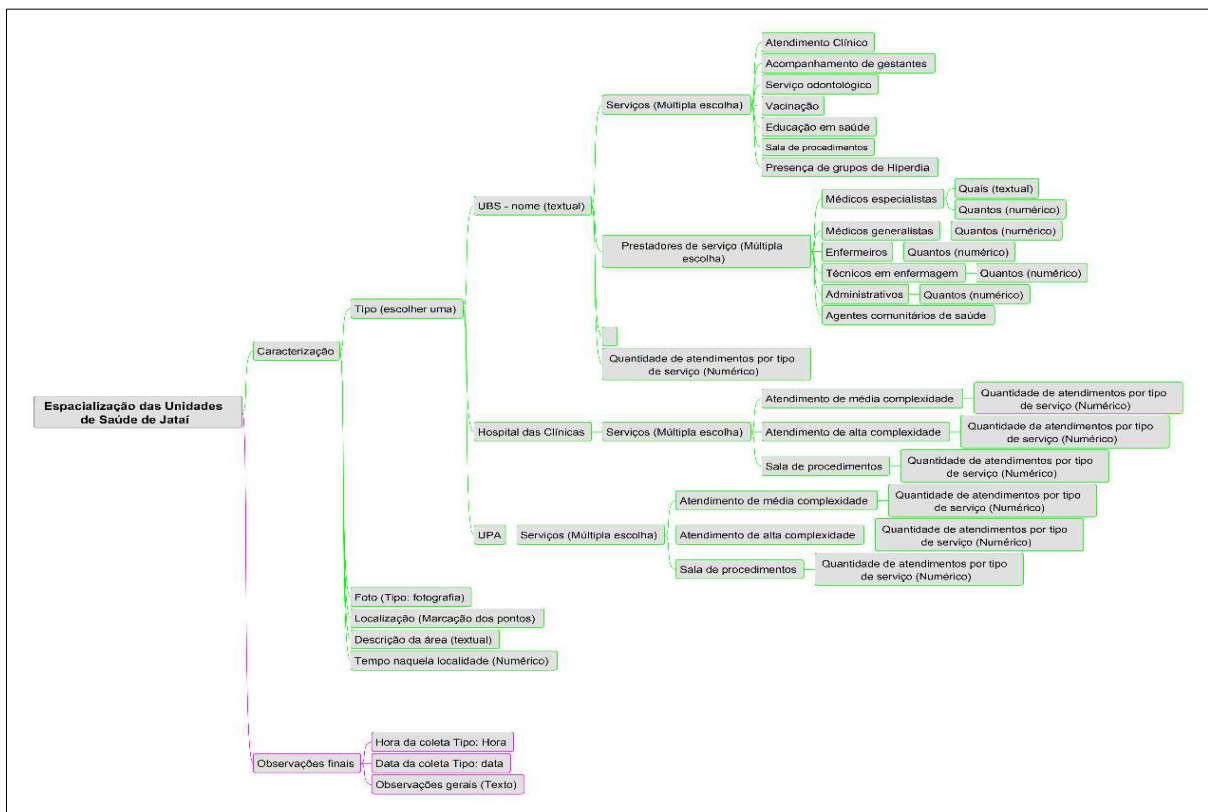 Espacialização das Unidades
de Saúde de Jataí
Caracterização
Tipo (escolher uma)
UBS - nome (textual)
Serviços (Múltipla escolha)
Atendimento Clínico
Acompanhamento de gestantes
Serviço odontológico
Vacinação
Educação em saúde
Sala de procedimentos
Presença de grupos de Hiperdia
Prestadores de serviço (Múltipla
escolha)
Médicos especialistas
Quais (textual)
Quantos (numérico)
Médicos generalistas
Quantos (numérico)
Enfermeiros
Quantos (numérico)
Técnicos em enfermagem
Quantos (numérico)
Administrativos
Quantos (numérico)
Agentes comunitários de saúde
Quantidade de atendimentos por tipo
de serviço (Numérico)
Hospital das Clínicas
Serviços (Múltipla escolha)
Atendimento de média complexidade
Quantidade de atendimentos por tipo
de serviço (Numérico)
Atendimento de alta complexidade
Quantidade de atendimentos por tipo
de serviço (Numérico)
Sala de procedimentos
Quantidade de atendimentos por tipo
de serviço (Numérico)
UPA
Serviços (Múltipla escolha)
Atendimento de média complexidade
Quantidade de atendimentos por tipo
de serviço (Numérico)
Atendimento de alta complexidade
Quantidade de atendimentos por tipo
de serviço (Numérico)
Sala de procedimentos
Quantidade de atendimentos por tipo
de serviço (Numérico)
Foto (Tipo: fotografia)
Localização (Marcação dos pontos)
Descrição da área (textual)
Tempo naquela localidade (Numérico)
Observações finais
Hora da coleta Tipo: Hora
Data da coleta Tipo: data
Observações gerais (Texto)